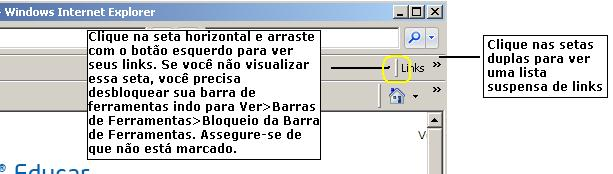 - Windows Internet Explorer
Clique na seta horizontal e arraste
com o botão esquerdo para ver
seus links. Se você não visualizar
essa seta, você precisa
desbloquear sua barra de
ferramentas indo para Ver>Barras
de Ferramentas>Bloqueio da Barra
de Ferramentas. Assegure-se de
que não está marcado.
Links »
Clique nas setas
duplas para ver
uma lista
suspensa de links
»
V
® Educar